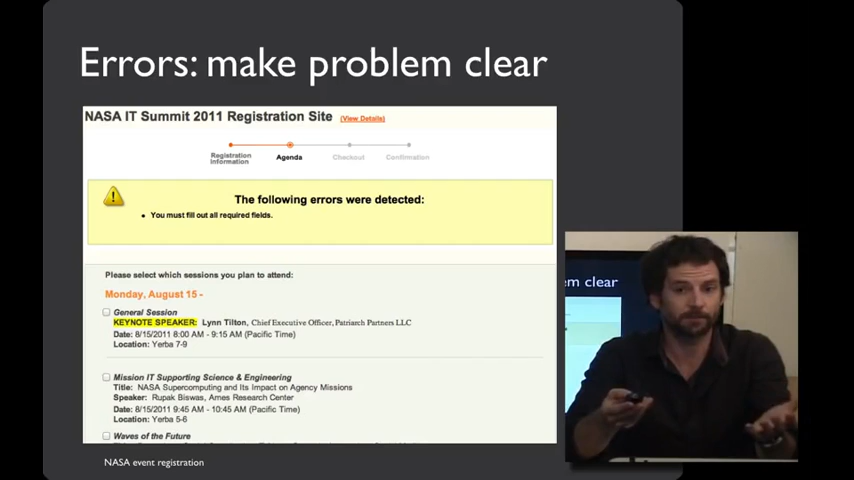 Errors: make problem clear
NASA IT Summit 2011 Registration Site (View Details)
Registration Information
Agenda
Checkout
Confirmation
The following errors were detected:
• You must fill out all required fields.
Please select which sessions you plan to attend:
Monday, August 15 -
General Session
KEYNOTE SPEAKER: Lynn Tilton, Chief Executive Officer, Patriarch Partners LLC
Date: 8/15/2011 8:00 AM - 9:15 AM (Pacific Time)
Location: Yerba 7-9
Mission IT Supporting Science & Engineering
Title: NASA Supercomputing and Its Impact on Agency Missions
Speaker: Rupak Biswas, Ames Research Center
Date: 8/15/2011 9:45 AM - 10:45 AM (Pacific Time)
Location: Yerba 5-6
Waves of the Future
NASA event registration
em clear